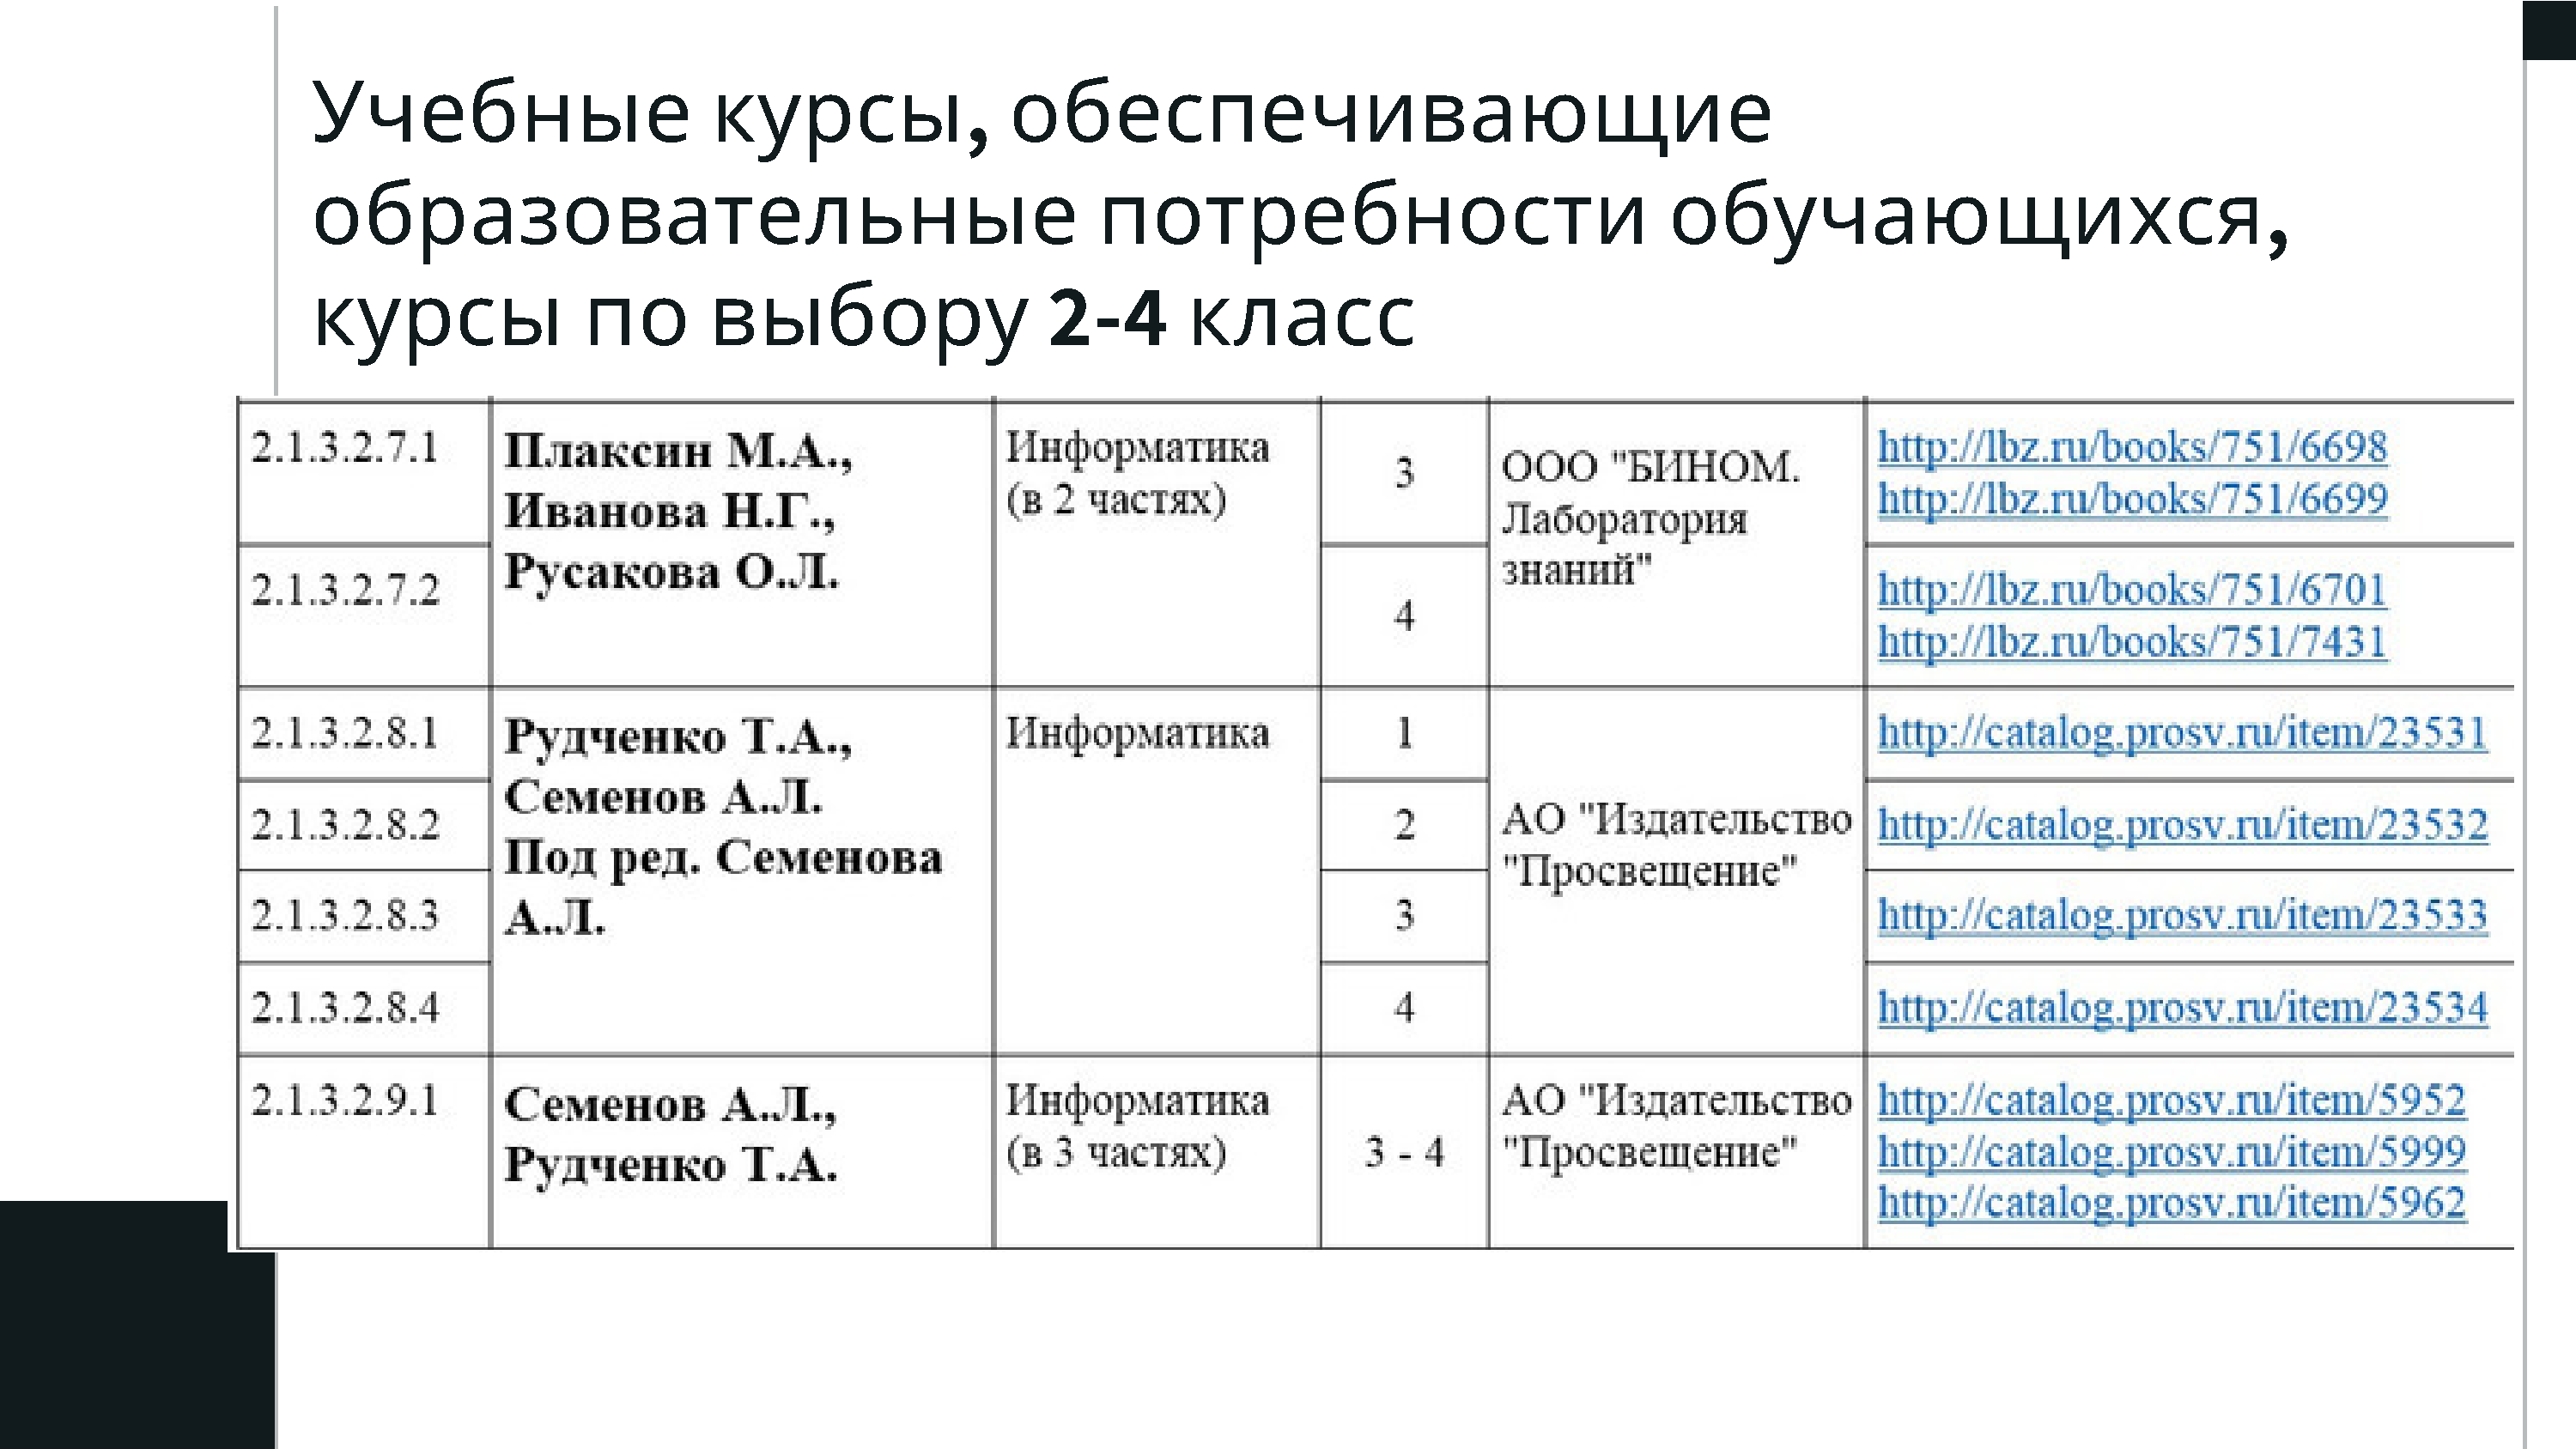 Учебные курсы, обеспечивающие
образовательные потребности обучающихся,
курсы по выбору 2-4 класс
2.1.3.2.7.1
Плаксин М.А.,
Иванова Н.Г.,
Русакова О.Л.
Информатика
(в 2 частях)
3
ООО "БИНОМ.
Лаборатория
знаний"
http://lbz.ru/books/751/6698
http://lbz.ru/books/751/6699
2.1.3.2.7.2
4
http://lbz.ru/books/751/6701
http://lbz.ru/books/751/7431
2.1.3.2.8.1
Рудченко Т.А.,
Семенов А.Л.
Под ред. Семенова
А.Л.
Информатика
1
АО "Издательство
"Просвещение"
http://catalog.prosv.ru/item/23531
2.1.3.2.8.2
2
http://catalog.prosv.ru/item/23532
2.1.3.2.8.3
3
http://catalog.prosv.ru/item/23533
2.1.3.2.8.4
4
http://catalog.prosv.ru/item/23534
2.1.3.2.9.1
Семенов А.Л.,
Рудченко Т.А.
Информатика
(в 3 частях)
3 - 4
АО "Издательство
"Просвещение"
http://catalog.prosv.ru/item/5952
http://catalog.prosv.ru/item/5999
http://catalog.prosv.ru/item/5962